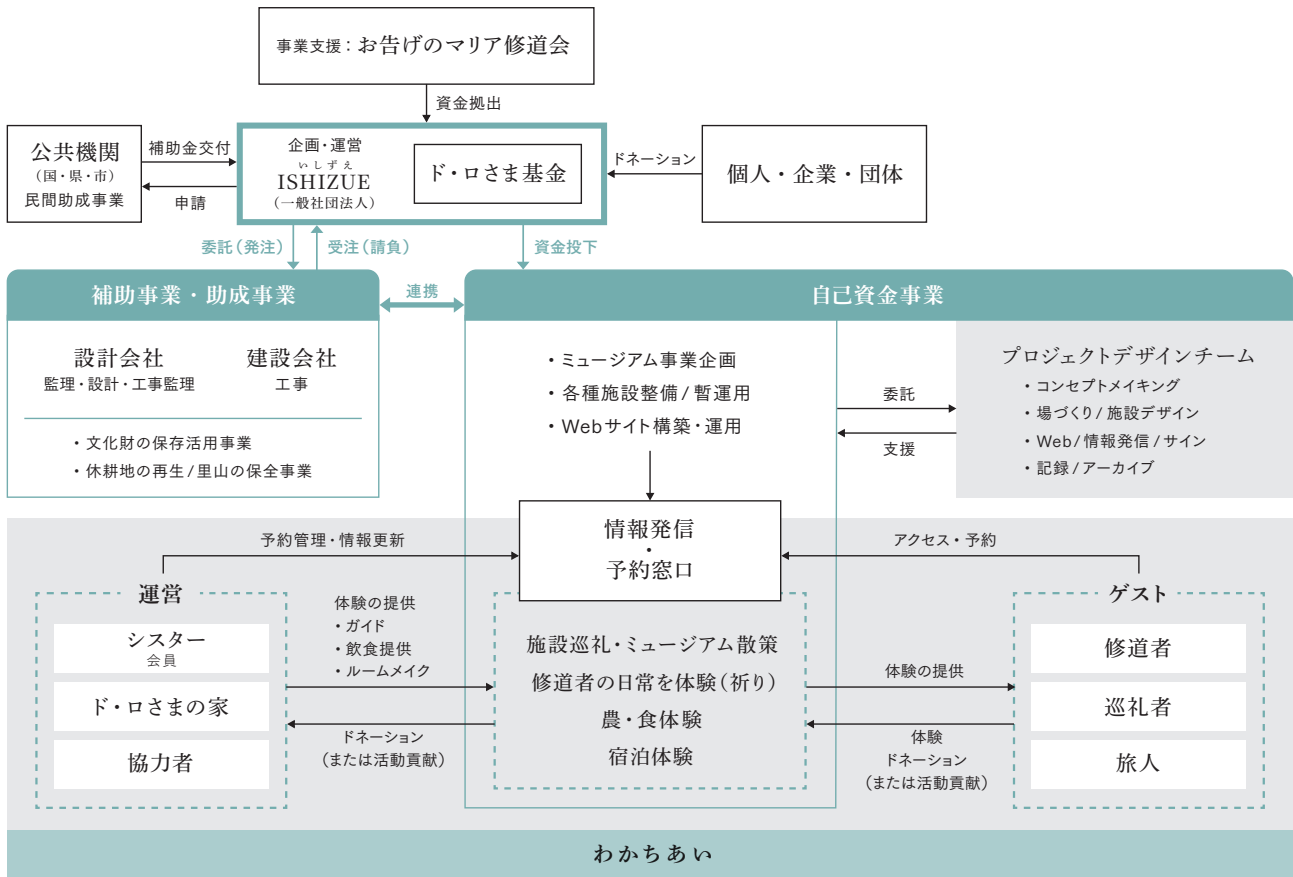 事業支援：お告げのマリア修道会
資金拠出
公共機関
（国・県・市）
民間助成事業
補助金交付
申請
企画・運営
いしずえ
ISHIZUE
（一般社団法人）
ド・ロさま基金
ドネーション
個人・企業・団体
委託（発注）
受注（請負）
資金投下
補助事業・助成事業
連携
自己資金事業
設計会社
監理・設計・工事監理
建設会社
工事
・文化財の保存活用事業
・休耕地の再生/里山の保全事業
・ミュージアム事業企画
・各種施設整備/暫運用
・Webサイト構築・運用
委託
支援
プロジェクトデザインチーム
・コンセプトメイキング
・場づくり/施設デザイン
・Web/情報発信/サイン
・記録/アーカイブ
予約管理・情報更新
情報発信
・
予約窓口
アクセス・予約
運営
シスター
会員
ド・ロさまの家
協力者
体験の提供
・ガイド
・飲食提供
・ルームメイク
ドネーション
（または活動貢献）
施設巡礼・ミュージアム散策
修道者の日常を体験（祈り）
農・食体験
宿泊体験
体験の提供
体験
ドネーション
（または活動貢献）
ゲスト
修道者
巡礼者
旅人
わかちあい